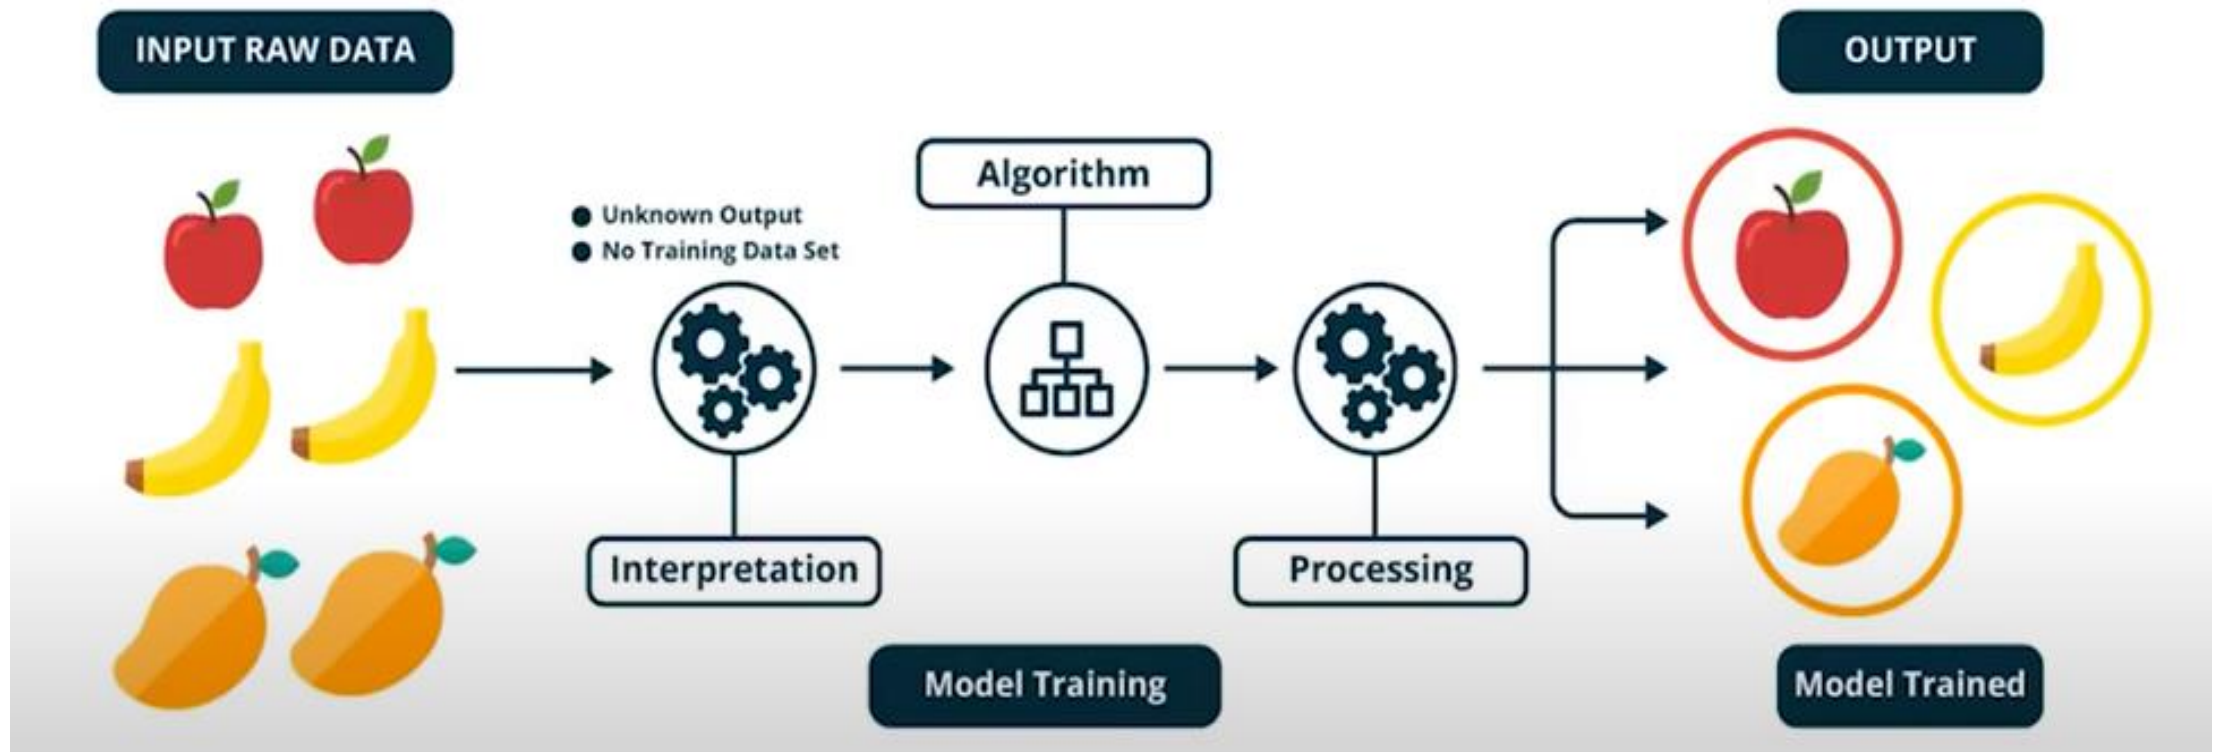 INPUT RAW DATA
OUTPUT
Algorithm
Unknown Output
No Training Data Set
Interpretation
Processing
Model Training
Model Trained